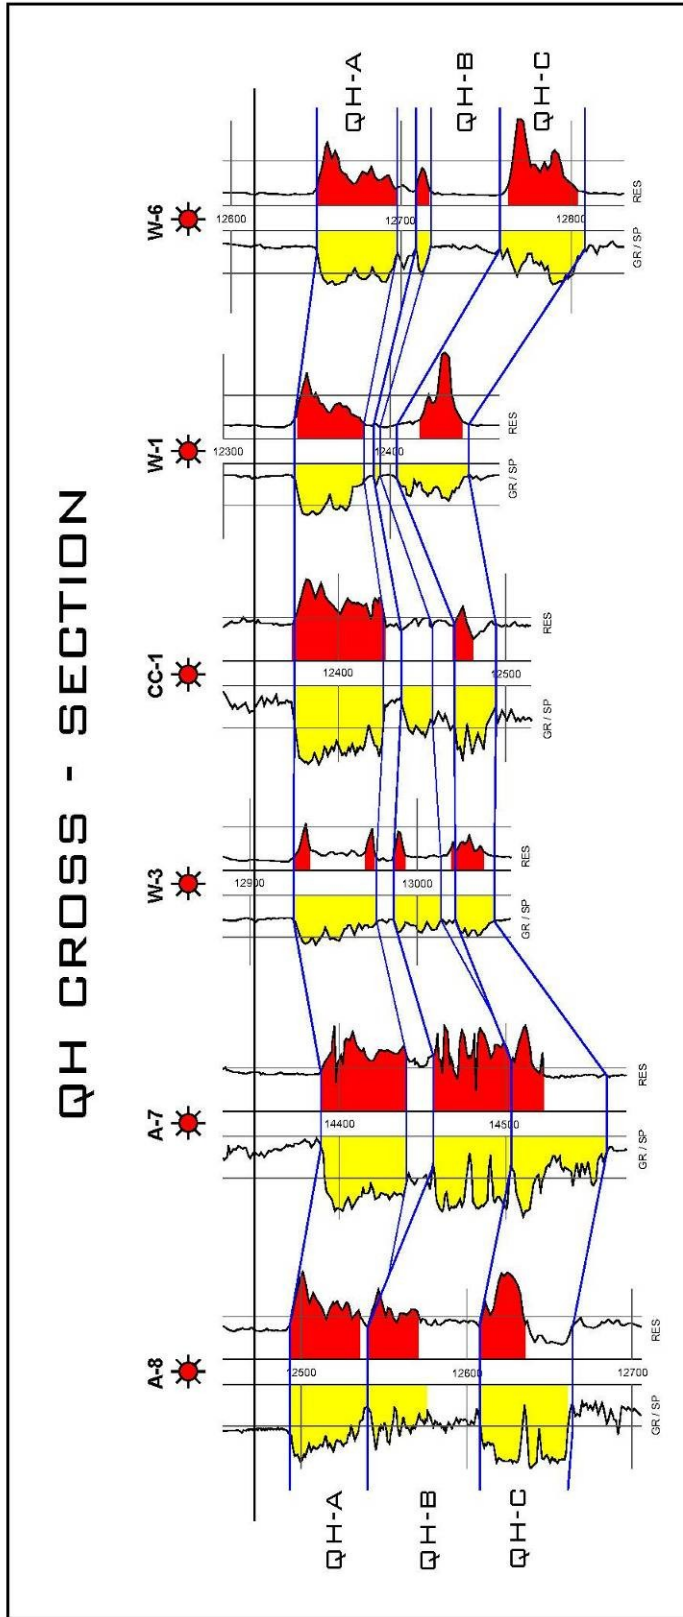 QH CROSS - SECTION
A-8
A-7
W-3
CC-1
W-1
W-6
QH-A
QH-B
QH-C
12500
12600
12700
GR / SP
RES
14400
14500
GR / SP
RES
12900
13000
GR / SP
RES
12400
12500
GR / SP
RES
12300
12400
GR / SP
RES
12600
12700
12800
GR / SP
RES
QH-A
QH-B
QH-C